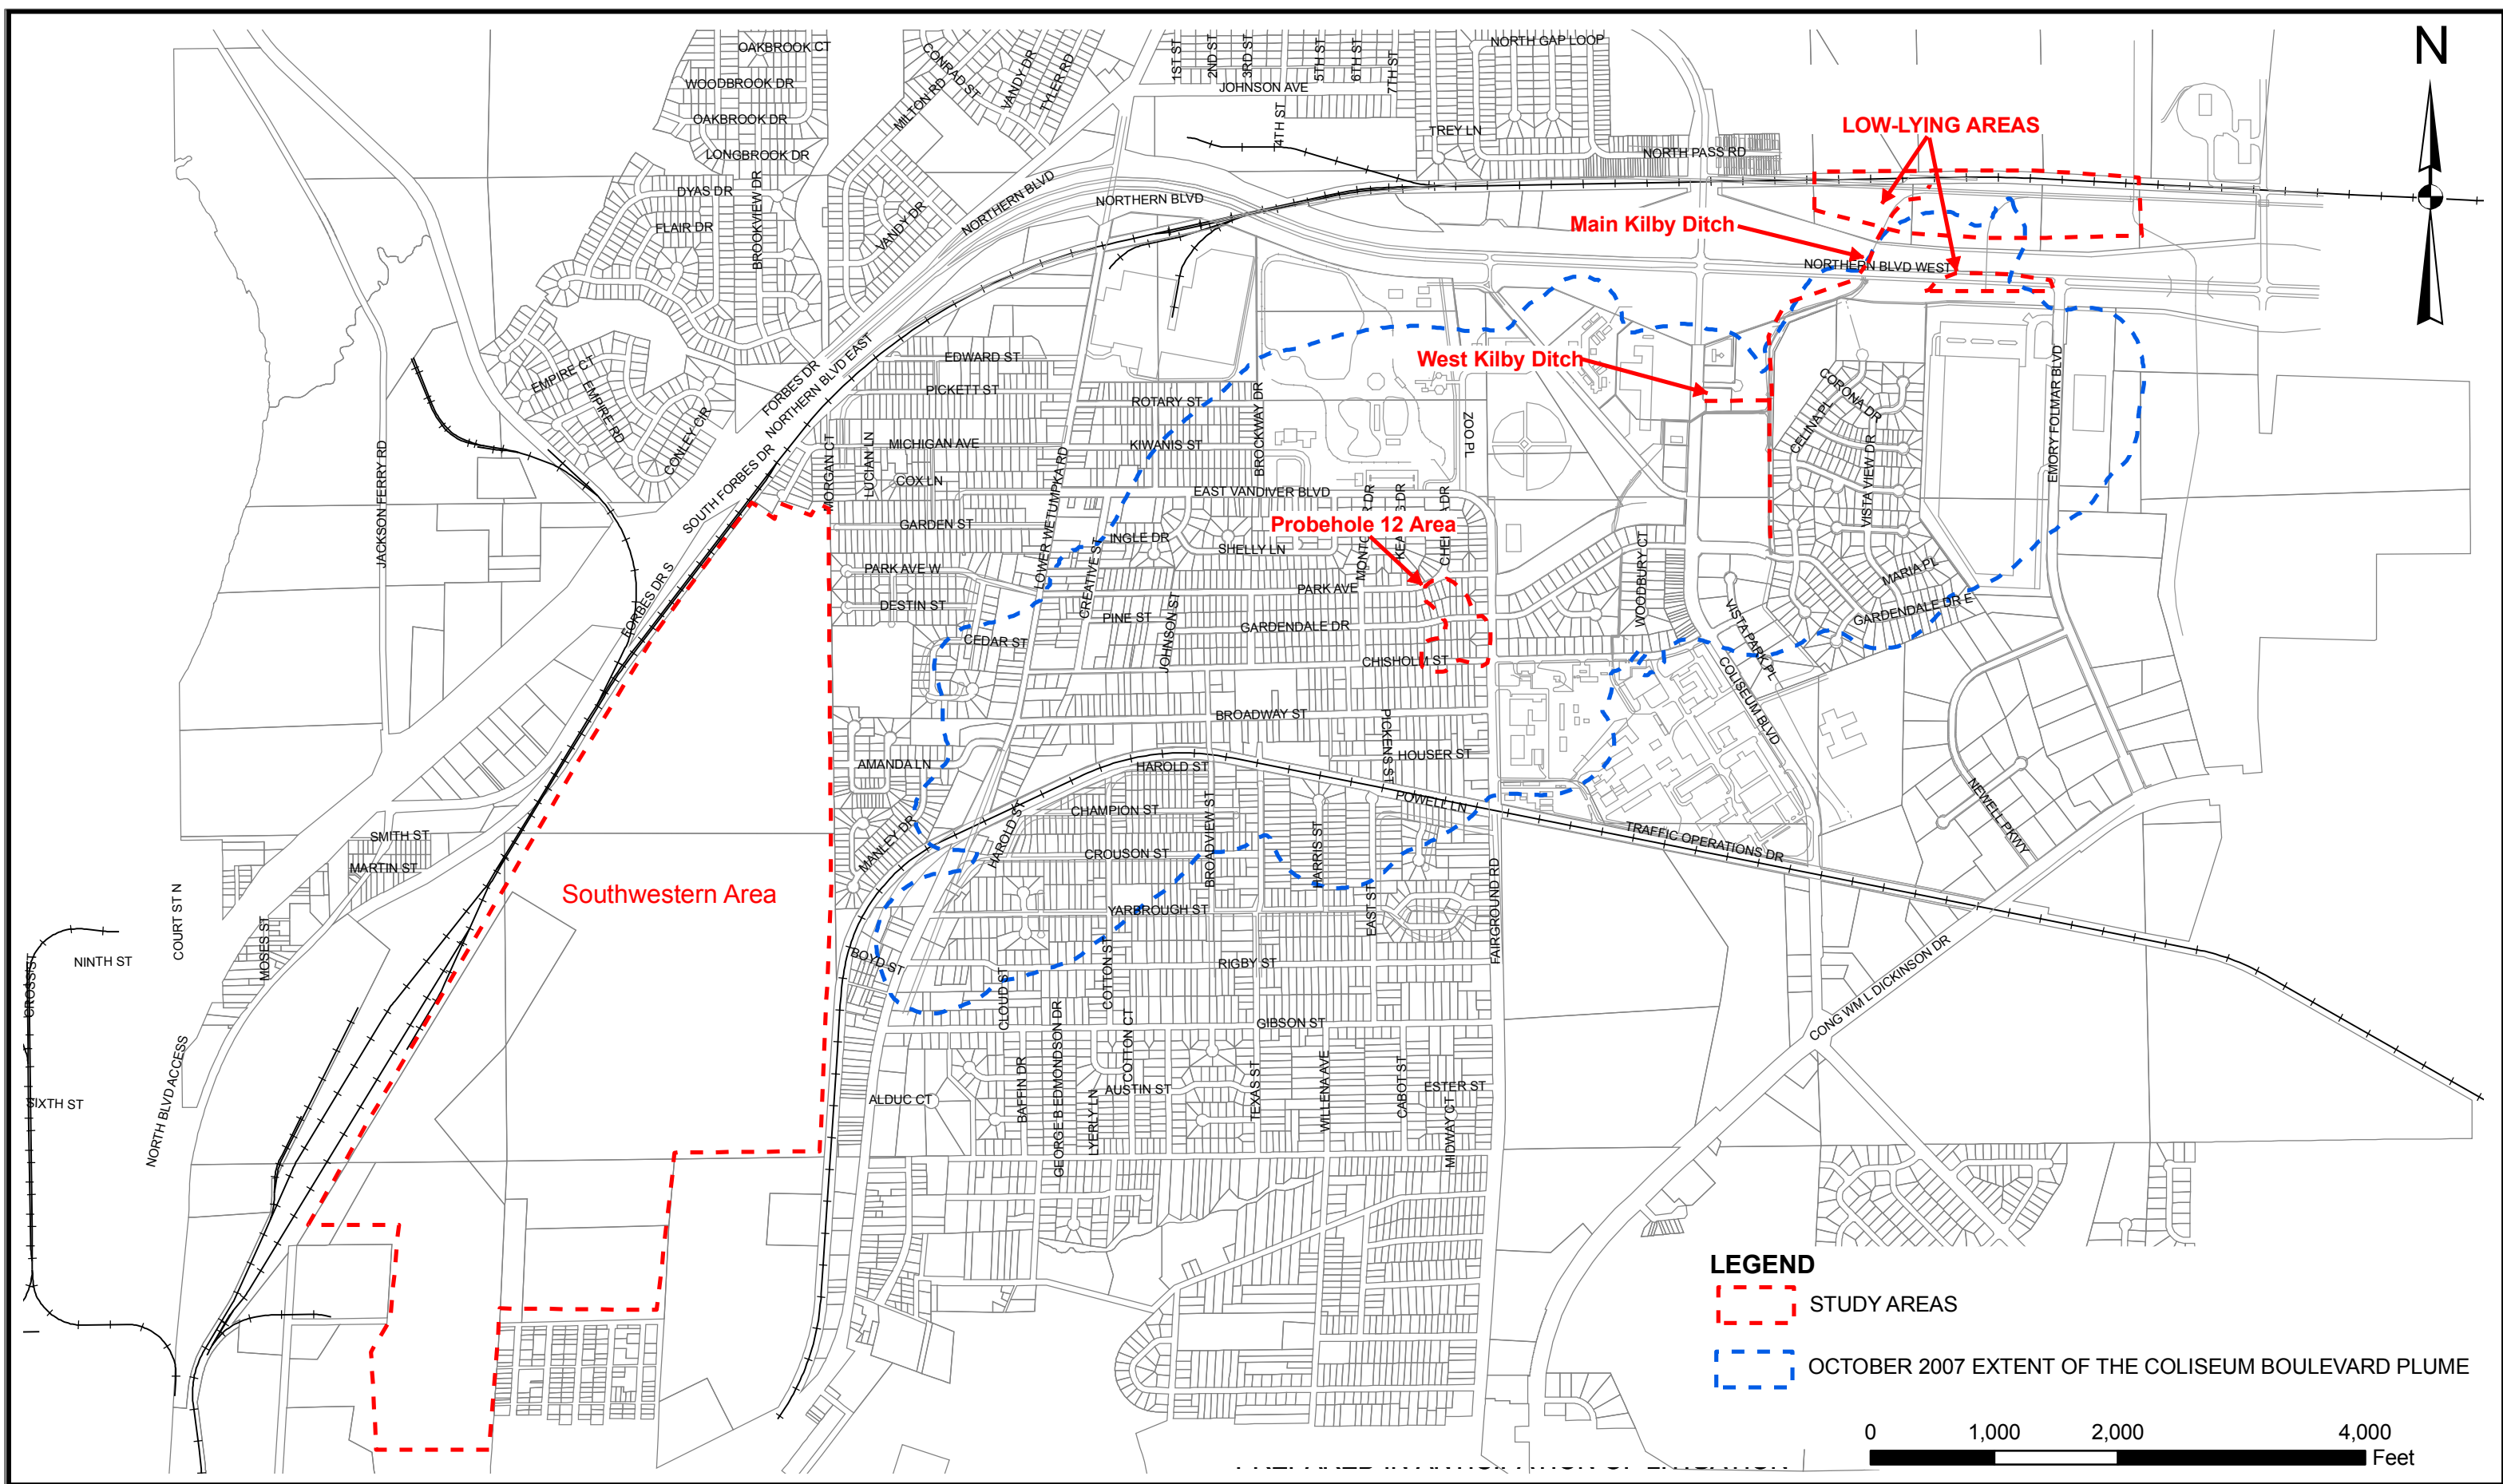 OAKBROOK CT
WOODBROOK DR
OAKBROOK DR
LONGBROOK DR
DYAS DR
FLAIR DR
BROOKVIEW DR
CONRAD ST
VANDY DR
TYLER RD
MILTON RD
VANDY DR
NORTHERN BLVD
NORTHERN BLVD
1ST ST
2ND ST
3RD ST
5TH ST
6TH ST
7TH ST
JOHNSON AVE
4TH ST
NORTH GAP LOOP
TREY LN
NORTH PASS RD
N
LOW-LYING AREAS
Main Kilby Ditch
NORTHERN BLVD WEST
West Kilby Ditch
EMPIRE CT
EMPIRE RD
CONLEY CIR
FORBES DR
NORTHERN BLVD EAST
SOUTH FORBES DR
FORBES DR S
JACKSON FERRY RD
EDWARD ST
PICKETT ST
MICHIGAN AVE
MORGAN CT
LUCIAN LN
COX LN
GARDEN ST
PARK AVE W
DESTIN ST
CEDAR ST
LOWER WETUMPKA RD
ROTARY ST
KIWANIS ST
BROCKWAY DR
EAST VANDIVER BLVD
INGLE DR
SHELLY LN
CREATIVE ST
PINE ST
JOHNSON ST
PARK AVE
GARDENDALE DR
CHISHOLM ST
ZOO PL
Probehole 12 Area
WOODBURY CT
CORONA DR
CELINA PL
VISTA VIEW DR
EMORY FOLMAR BLVD
MARIA PL
GARDENDALE DR E
VISTA PARK PL
COLISEUM BLVD
BROADWAY ST
PICKENS ST
HOUSER ST
AMANDA LN
MANLEY DR
HAROLD ST
HAROLD ST
CHAMPION ST
CROUSON ST
BROADVIEW ST
HARRIS ST
POWELL LN
TRAFFIC OPERATIONS DR
NEWELL PKWY
SMITH ST
MARTIN ST
Southwestern Area
COURT ST N
MOSES ST
CROSS ST
NINTH ST
SIXTH ST
NORTH BLVD ACCESS
BOYD ST
YARBROUGH ST
EAST ST
FAIRGROUND RD
RIGBY ST
CLOUD ST
COTTON ST
GIBSON ST
CONG WM L DICKINSON DR
ALDUC CT
BAFFIN DR
GEORGE B EDMONDSON DR
LYERLY LN
COTTON CT
AUSTIN ST
TEXAS ST
WILLENA AVE
CABOT ST
ESTER ST
MIDWAY CT
LEGEND
STUDY AREAS
OCTOBER 2007 EXTENT OF THE COLISEUM BOULEVARD PLUME
0 1,000 2,000 4,000
Feet